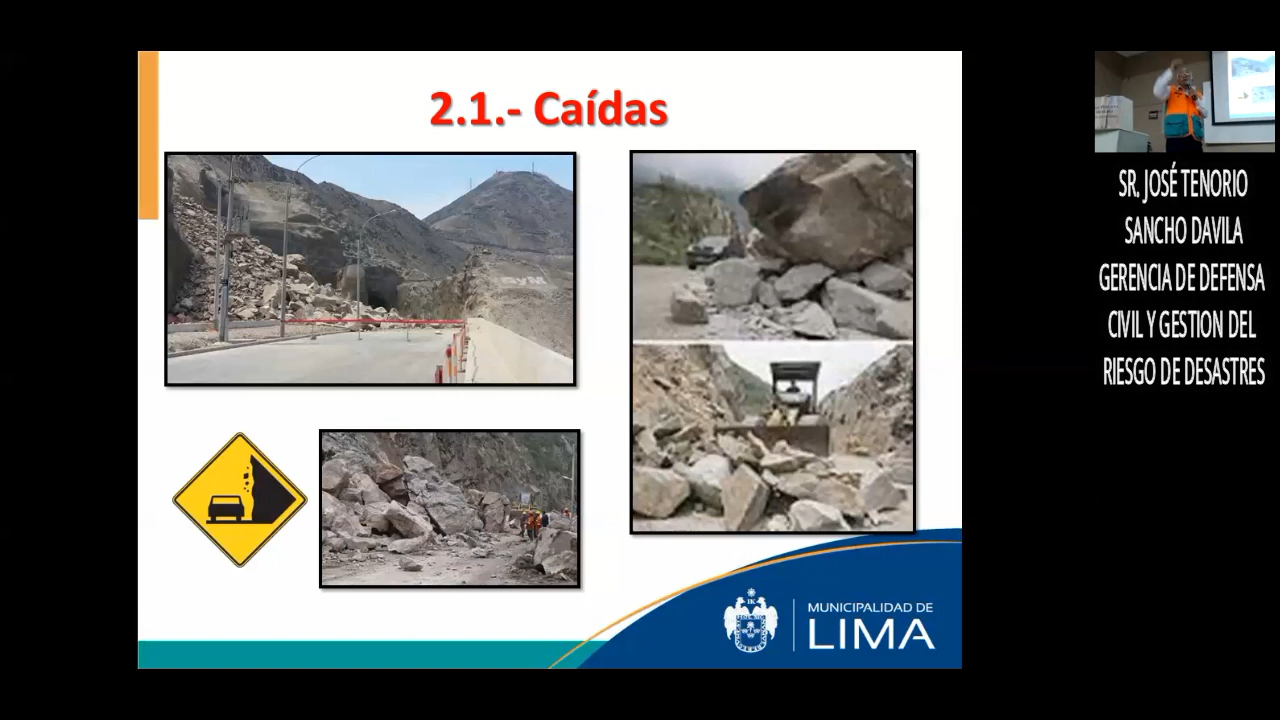 2.1.- Caídas
MUNICIPALIDAD DE
LIMA
SR. JOSÉ TENORIO
SANCHO DAVILA
GERENCIA DE DEFENSA
CIVIL Y GESTION DEL
RIESGO DE DESASTRES